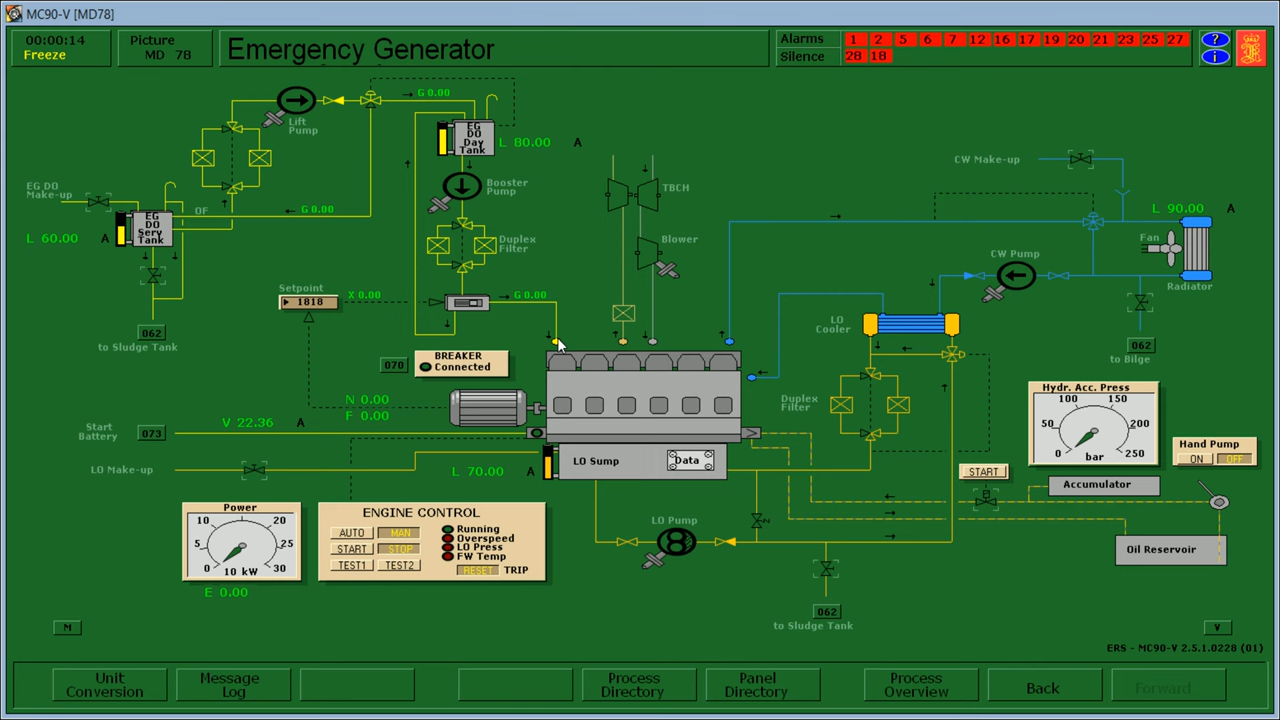 MC90-V [MD78]
00:00:14
Freeze
Picture
MD 78
Emergency Generator
Alarms
1 2 5 6 7 12 16 17 19 20 21 23 25 27
Silence
28 18
?
i
Lift
Pump
G 0.00
EG
DO
Day
Tank
L 80.00 A
Booster
Pump
EG DO
Make-up
OF
G 0.00
EG
DO
Serv
Tank
L 60.00 A
Duplex
Filter
TBCH
Blower
CW Make-up
L 90.00 A
Fan
CW Pump
Radiator
Setpoint
1818
X 0.00
G 0.00
062
to Sludge Tank
LO
Cooler
062
to Bilge
070
BREAKER
Connected
N 0.00
F 0.00
Duplex
Filter
Hydr. Acc. Press
0 50 100 150 200 250
bar
Start
Battery
073
V 22.36 A
Hand Pump
ON OFF
LO Make-up
L 70.00 A
LO Sump
Data
START
Accumulator
Power
0 5 10 15 20 25 30
10 kW
E 0.00
ENGINE CONTROL
AUTO MAN
START STOP
TEST1 TEST2
Running
Overspeed
LO Press
FW Temp
RESET TRIP
LO Pump
Oil Reservoir
062
to Sludge Tank
M
V
ERS - MC90-V 2.5.1.0228 (01)
Unit
Conversion
Message
Log
Process
Directory
Panel
Directory
Process
Overview
Back
Forward